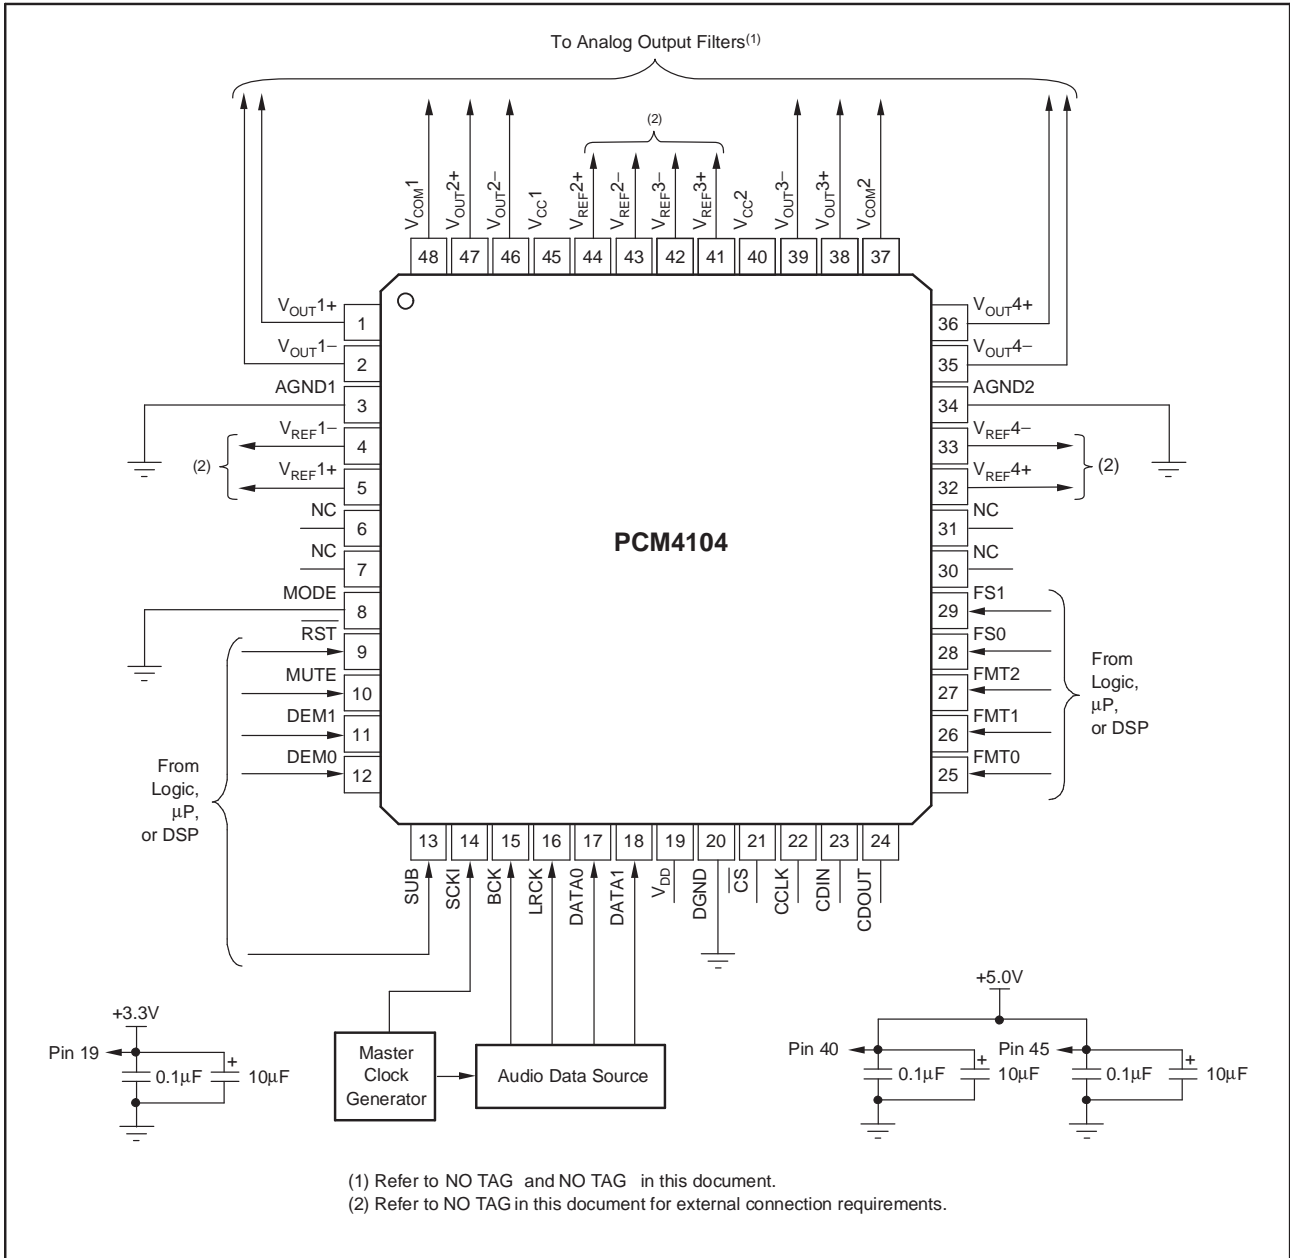 To Analog Output Filters(1)
(2)
VCOM1
VOUT2+
VOUT2−
VCC1
VREF2+
VREF2−
VREF3−
VREF3+
VCC2
VOUT3−
VOUT3+
VCOM2
48 47 46 45 44 43 42 41 40 39 38 37
VOUT1+ 1
VOUT1− 2
AGND1 3
VREF1− 4
(2)
VREF1+ 5
NC 6
NC 7
MODE 8
RST 9
MUTE 10
DEM1 11
DEM0 12
From
Logic,
µP,
or DSP
PCM4104
36 VOUT4+
35 VOUT4−
34 AGND2
33 VREF4−
(2)
32 VREF4+
31 NC
30 NC
29 FS1
28 FS0
27 FMT2
26 FMT1
25 FMT0
From
Logic,
µP,
or DSP
13 14 15 16 17 18 19 20 21 22 23 24
SUB
SCKI
BCK
LRCK
DATA0
DATA1
VDD
DGND
CS
CCLK
CDIN
CDOUT
+3.3V
Pin 19
+
0.1µF
10µF
Master
Clock
Generator
Audio Data Source
+5.0V
Pin 40
+
0.1µF
10µF
Pin 45
+
0.1µF
10µF
(1) Refer to NO TAG and NO TAG in this document.
(2) Refer to NO TAG in this document for external connection requirements.